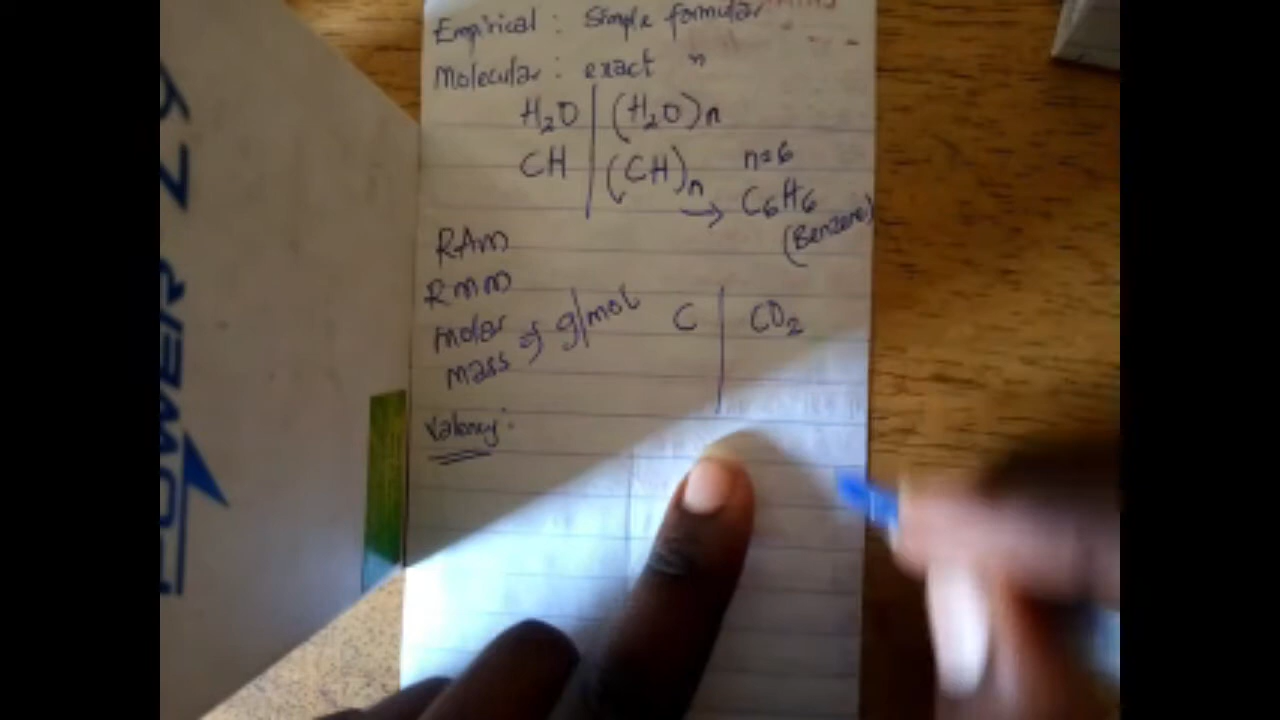 Empirical : Simple formular
Molecular : exact "
H₂O | (H₂O)n
CH | (CH)n n=6
→ C₆H₆
(Benzene)
RAM
RMM
molar mass } g/mol
C | CO₂
Valency:
POWER